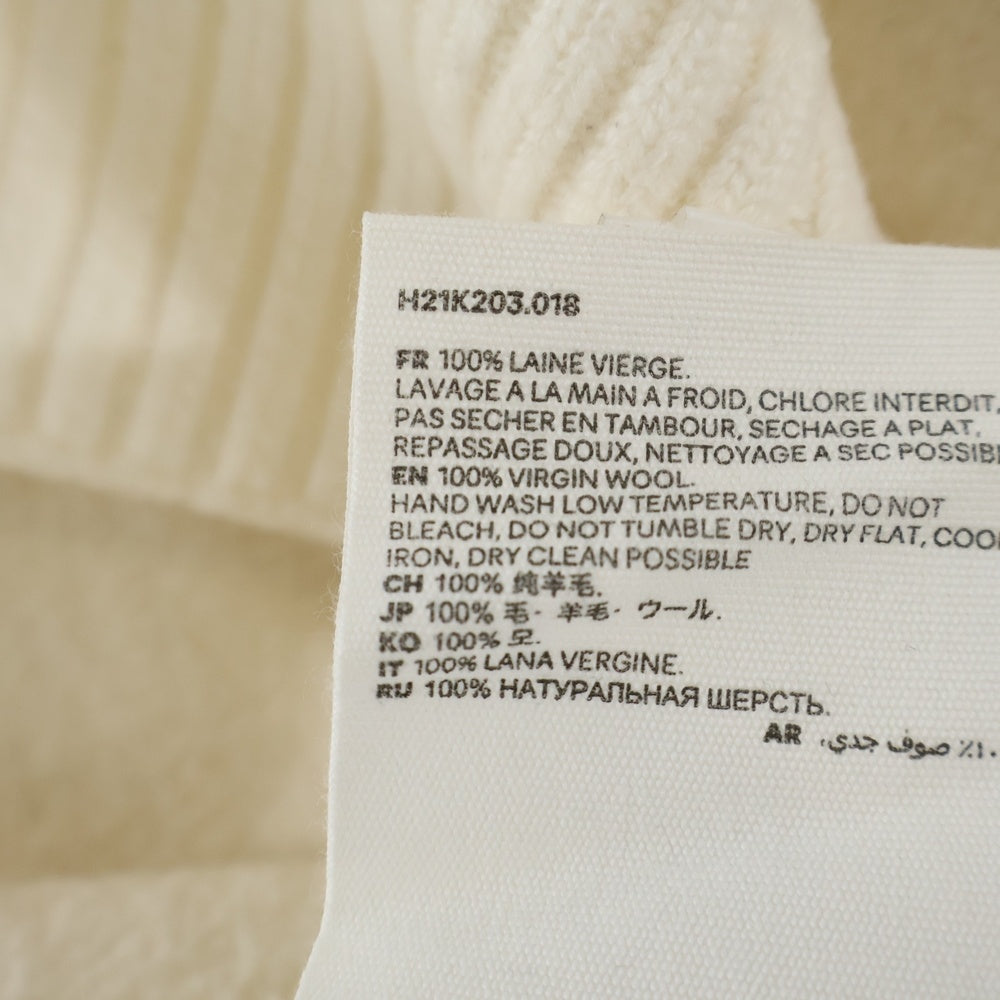 H21K203.018
FR 100% LAINE VIERGE.
LAVAGE A LA MAIN A FROID, CHLORE INTERDIT,
PAS SECHER EN TAMBOUR, SECHAGE A PLAT,
REPASSAGE DOUX, NETTOYAGE A SEC POSSIBL
EN 100% VIRGIN WOOL.
HAND WASH LOW TEMPERATURE, DO NOT
BLEACH, DO NOT TUMBLE DRY, DRY FLAT, COOL
IRON, DRY CLEAN POSSIBLE
CH 100% 纯羊毛.
JP 100% 毛・羊毛・ウール.
KO 100% 모.
IT 100% LANA VERGINE.
RU 100% НАТУРАЛЬНАЯ ШЕРСТЬ.
AR صوف جدي.